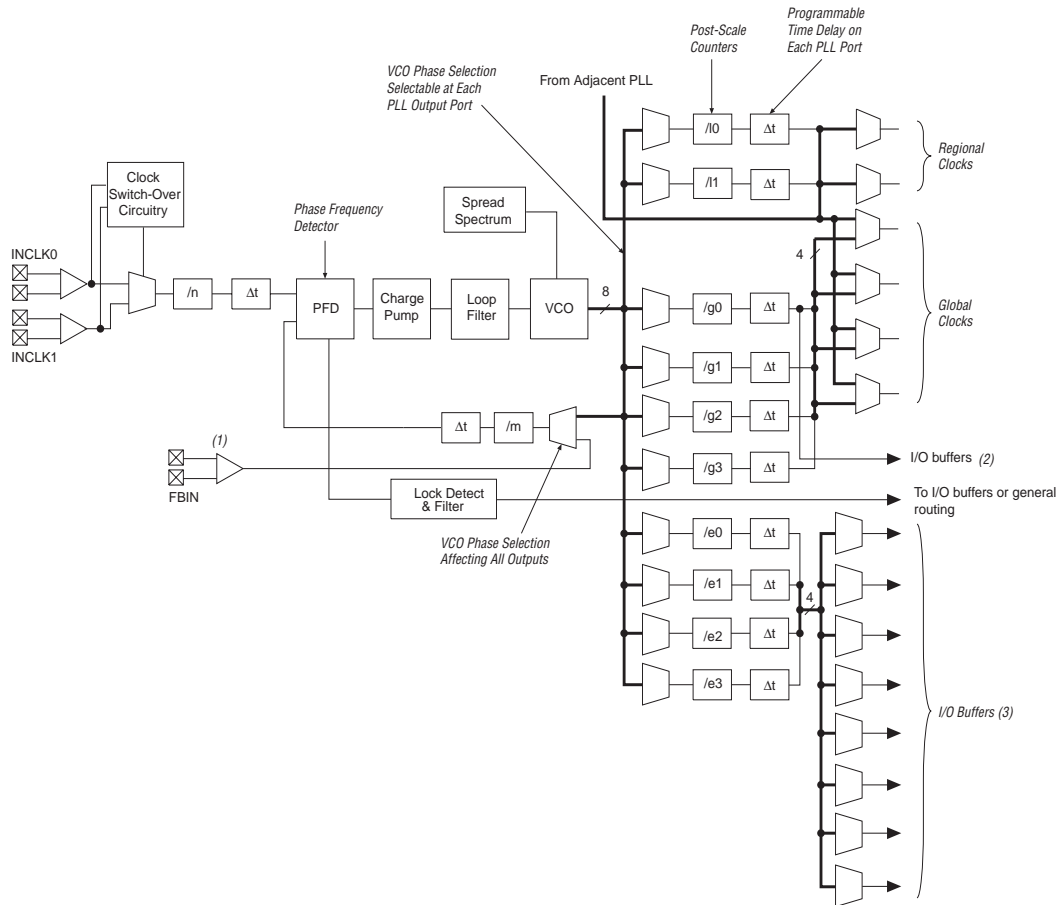 Programmable
Time Delay on
Each PLL Port
Post-Scale
Counters
VCO Phase Selection
Selectable at Each
PLL Output Port
From Adjacent PLL
/l0
Δt
Regional
Clocks
/l1
Δt
Clock
Switch-Over
Circuitry
Phase Frequency
Detector
Spread
Spectrum
INCLK0
INCLK1
/n
Δt
PFD
Charge
Pump
Loop
Filter
VCO
8
4
/g0
Δt
Global
Clocks
/g1
Δt
/g2
Δt
/g3
Δt
Δt
/m
(1)
FBIN
I/O buffers (2)
Lock Detect
& Filter
To I/O buffers or general
routing
VCO Phase Selection
Affecting All Outputs
/e0
Δt
/e1
Δt
4
/e2
Δt
/e3
Δt
I/O Buffers (3)